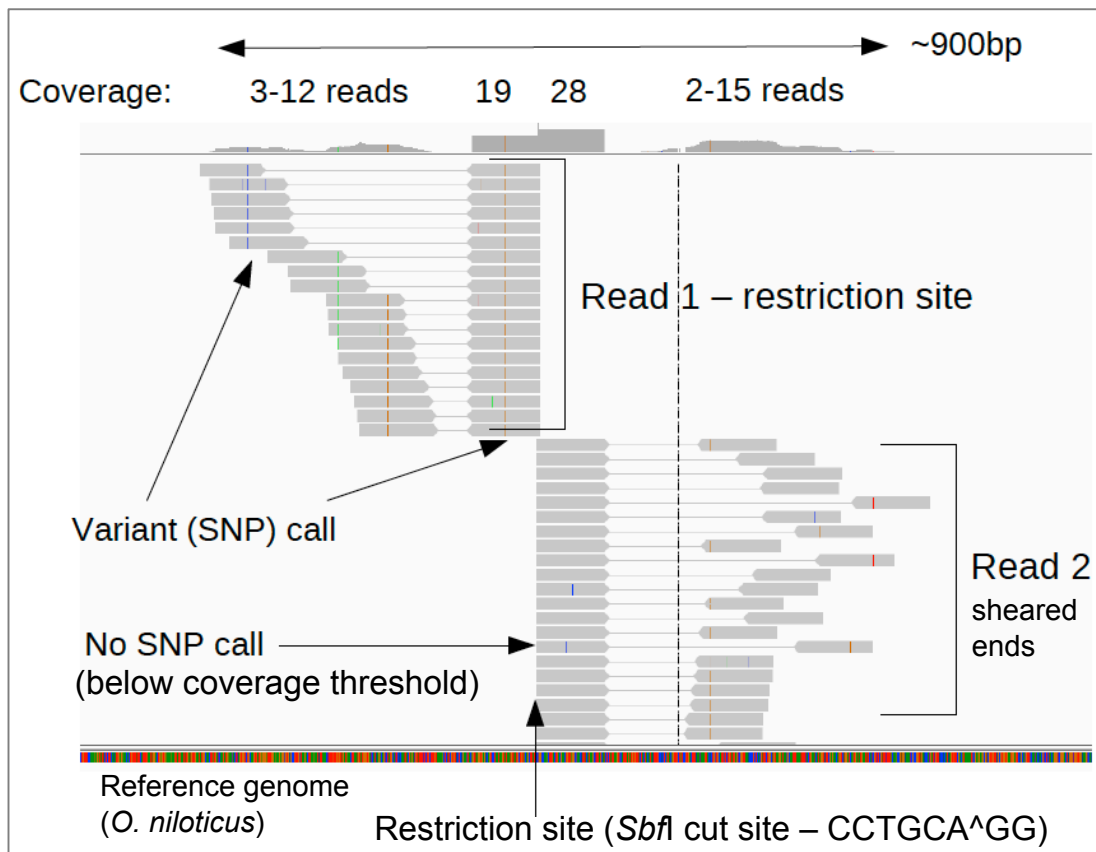 ~900bp
Coverage: 3-12 reads 19 28 2-15 reads
Read 1 – restriction site
Variant (SNP) call
Read 2
sheared
ends
No SNP call
(below coverage threshold)
Reference genome
(O. niloticus)
Restriction site (SbfI cut site – CCTGCA^GG)